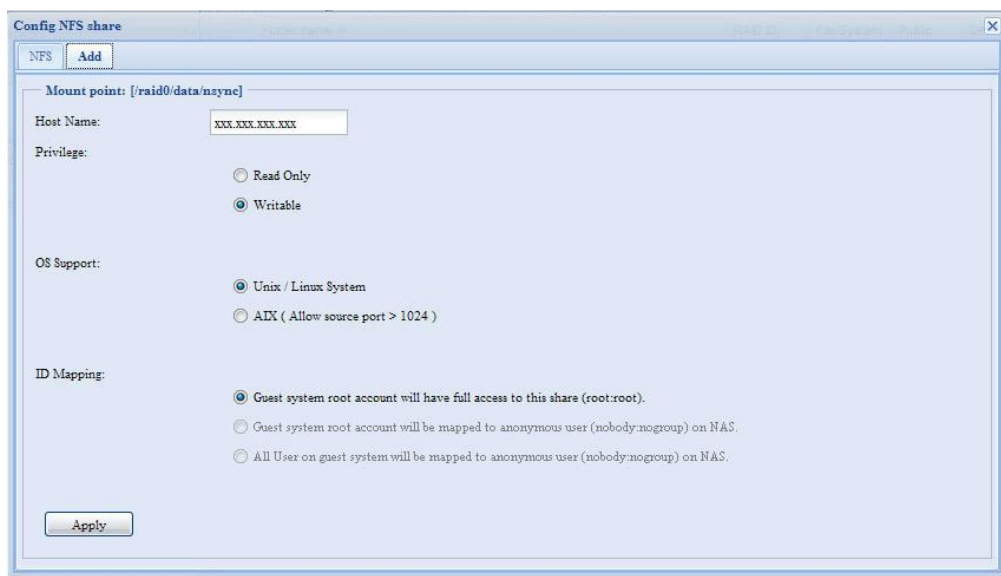 Config NFS share
NFS Add
Mount point: [/raid0/data/nsync]
Host Name: xxx.xxx.xxx.xxx
Privilege:
Read Only
Writable
OS Support:
Unix / Linux System
AIX ( Allow source port > 1024 )
ID Mapping:
Guest system root account will have full access to this share (root:root).
Guest system root account will be mapped to anonymous user (nobody:nogroup) on NAS.
All User on guest system will be mapped to anonymous user (nobody:nogroup) on NAS.
Apply